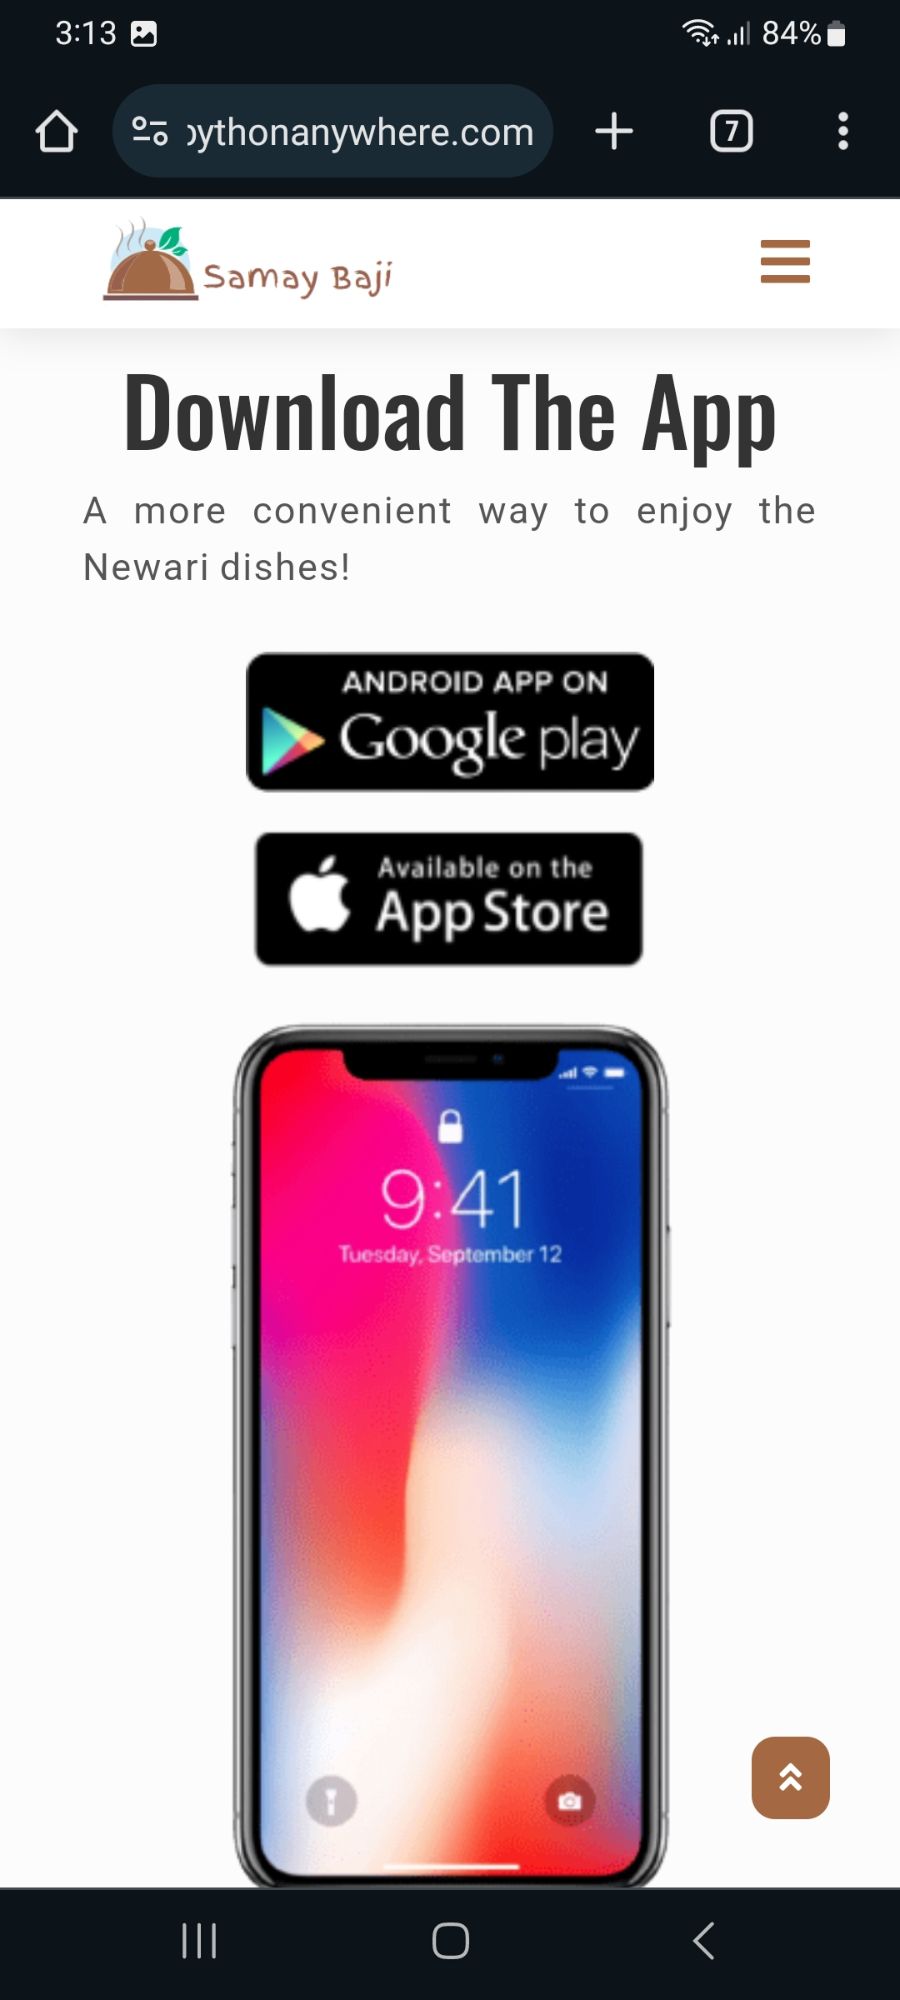 3:13
84%
pythonanywhere.com
7
Samay Baji
Download The App
A more convenient way to enjoy the
Newari dishes!
ANDROID APP ON
Google play
Available on the
App Store
9:41
Tuesday, September 12